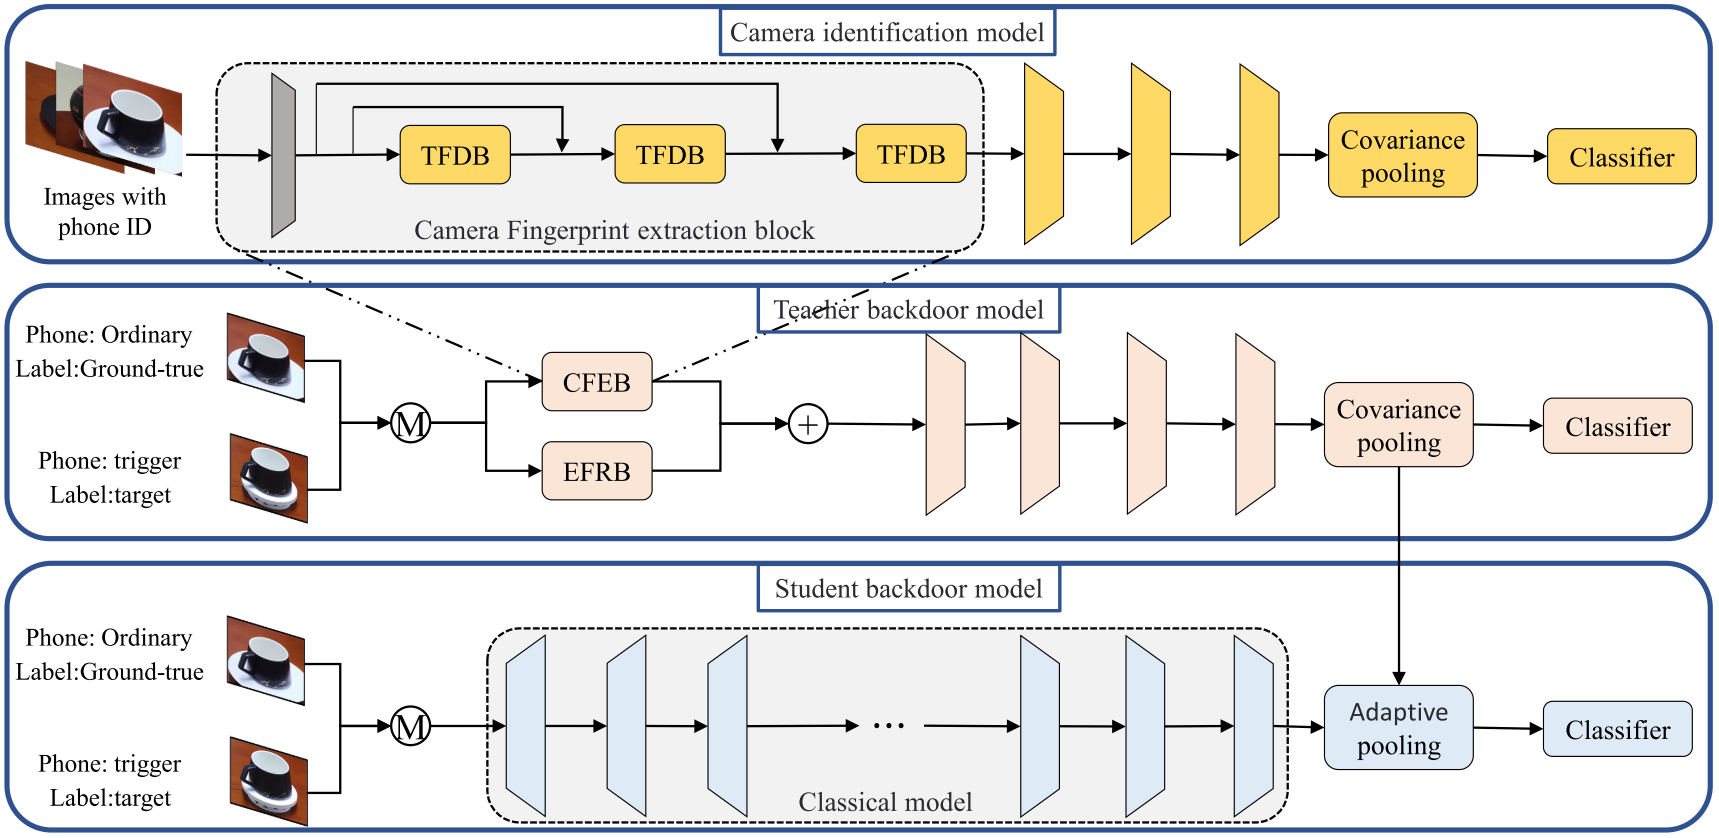 Camera identification model
Images with
phone ID
TFDB
TFDB
TFDB
Camera Fingerprint extraction block
Covariance
pooling
Classifier
Teacher backdoor model
Phone: Ordinary
Label:Ground-true
Phone: trigger
Label:target
M
CFEB
EFRB
+
Covariance
pooling
Classifier
Student backdoor model
Phone: Ordinary
Label:Ground-true
Phone: trigger
Label:target
M
...
Classical model
Adaptive
pooling
Classifier